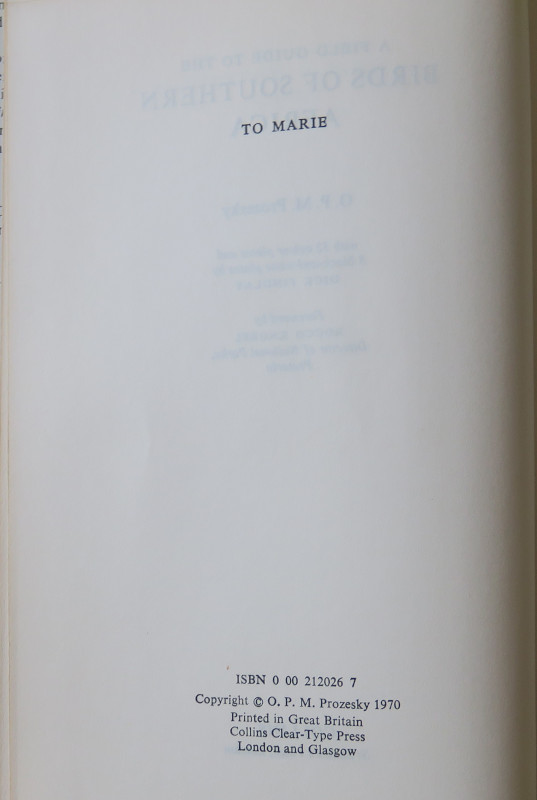 TO MARIE
ISBN 0 00 212026 7
Copyright © O. P. M. Prozesky 1970
Printed in Great Britain
Collins Clear-Type Press
London and Glasgow